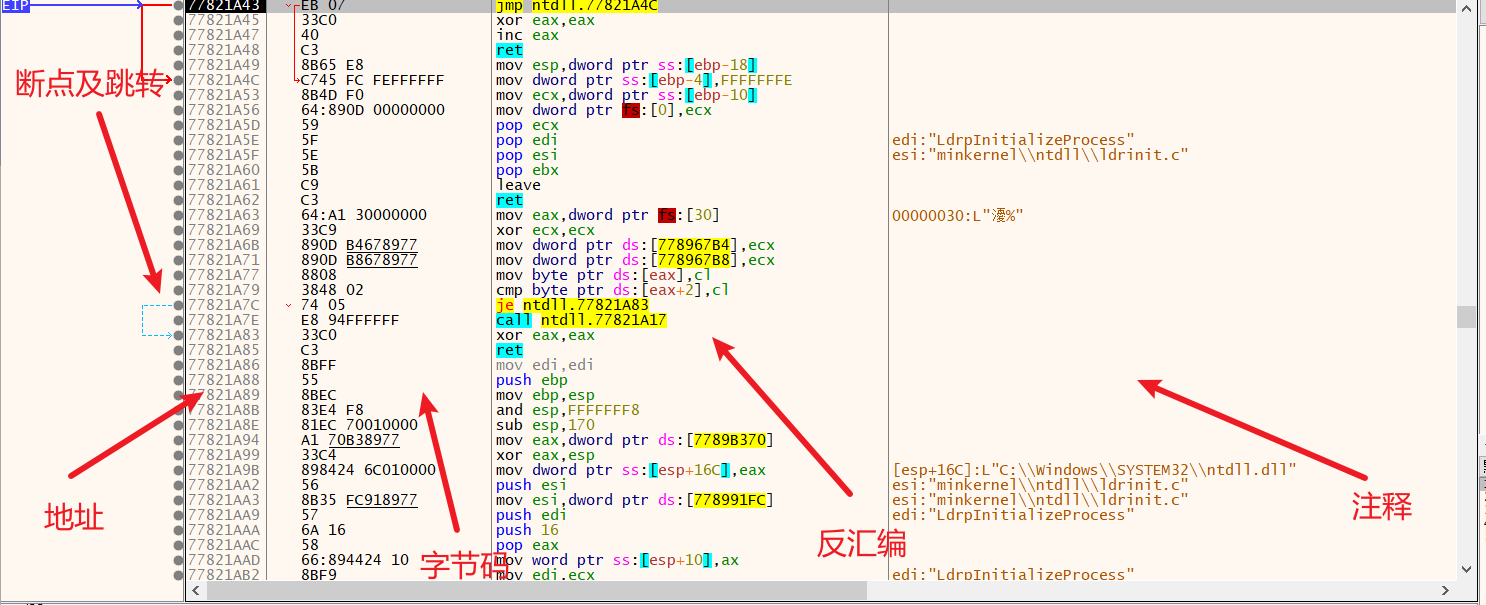 EIP 77821A43 EB 07 jmp ntdll.77821A4C
77821A45 33C0 xor eax,eax
77821A47 40 inc eax
77821A48 C3 ret
77821A49 8B65 E8 mov esp,dword ptr ss:[ebp-18]
77821A4C C745 FC FEFFFFFF mov dword ptr ss:[ebp-4],FFFFFFFE
断点及跳转
77821A53 8B4D F0 mov ecx,dword ptr ss:[ebp-10]
77821A56 64:890D 00000000 mov dword ptr fs:[0],ecx
77821A5D 59 pop ecx
77821A5E 5F pop edi edi:"LdrpInitializeProcess"
77821A5F 5E pop esi esi:"minkernel\\ntdll\\ldrinit.c"
77821A60 5B pop ebx
77821A61 C9 leave
77821A62 C3 ret
77821A63 64:A1 30000000 mov eax,dword ptr fs:[30] 00000030:L"瀀%"
77821A69 33C9 xor ecx,ecx
77821A6B 890D B4678977 mov dword ptr ds:[778967B4],ecx
77821A71 890D B8678977 mov dword ptr ds:[778967B8],ecx
77821A77 8808 mov byte ptr ds:[eax],cl
77821A79 3848 02 cmp byte ptr ds:[eax+2],cl
77821A7C 74 05 je ntdll.77821A83
77821A7E E8 94FFFFFF call ntdll.77821A17
77821A83 33C0 xor eax,eax
77821A85 C3 ret
77821A86 8BFF mov edi,edi
77821A88 55 push ebp
77821A89 8BEC mov ebp,esp
77821A8B 83E4 F8 and esp,FFFFFFF8
77821A8E 81EC 70010000 sub esp,170
77821A94 A1 70B38977 mov eax,dword ptr ds:[7789B370]
77821A99 33C4 xor eax,esp
77821A9B 898424 6C010000 mov dword ptr ss:[esp+16C],eax [esp+16C]:L"C:\\Windows\\SYSTEM32\\ntdll.dll"
77821AA2 56 push esi esi:"minkernel\\ntdll\\ldrinit.c"
77821AA3 8B35 FC918977 mov esi,dword ptr ds:[778991FC] esi:"minkernel\\ntdll\\ldrinit.c"
77821AA9 57 push edi edi:"LdrpInitializeProcess"
地址
注释
77821AAA 6A 16 push 16
77821AAC 58 pop eax
反汇编
77821AAD 66:894424 10 mov word ptr ss:[esp+10],ax
字节码
77821AB2 8BF9 mov edi,ecx edi:"LdrpInitializeProcess"